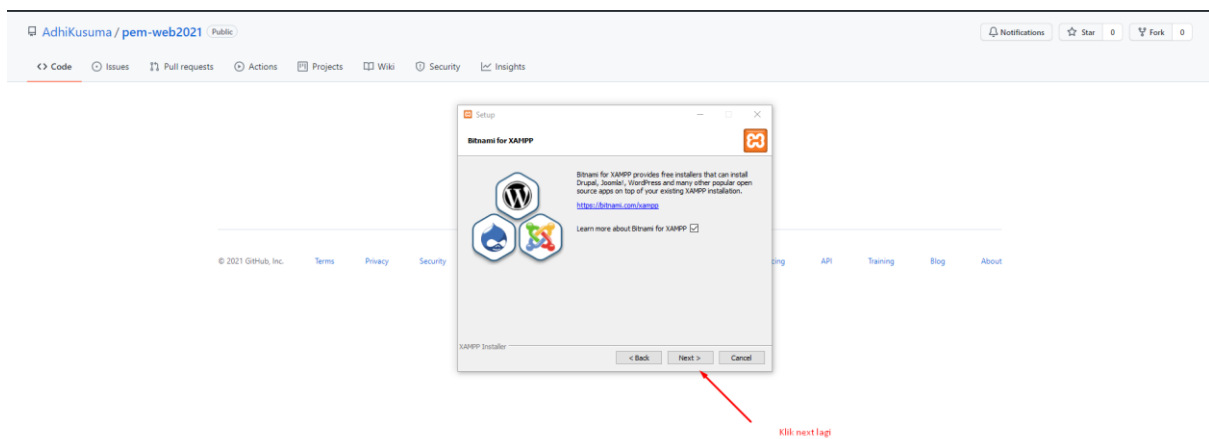 AdhiKusuma / pem-web2021 Public
Notifications Star 0 Fork 0
Code Issues Pull requests Actions Projects Wiki Security Insights
Setup
Bitnami for XAMPP
Bitnami for XAMPP provides free installers that can install
Drupal, Joomla!, WordPress and many other popular open
source apps on top of your existing XAMPP installation.
https://bitnami.com/xampp
Learn more about Bitnami for XAMPP
© 2021 GitHub, Inc. Terms Privacy Security API Training Blog About
XAMPP Installer
< Back Next > Cancel
Klik next lagi